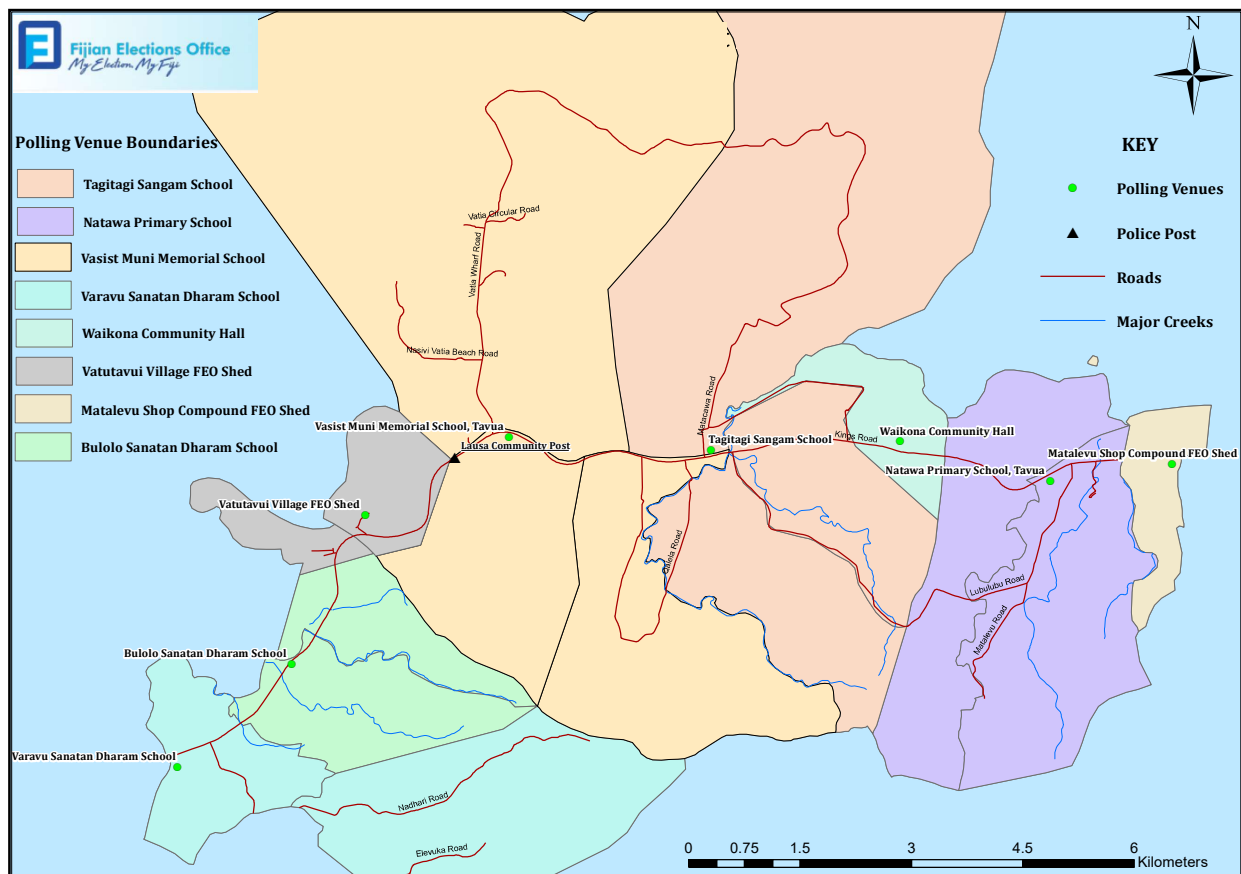 Fijian Elections Office
My Election, My Fiji
N
Polling Venue Boundaries
Tagitagi Sangam School
Natawa Primary School
Vasist Muni Memorial School
Varavu Sanatan Dharam School
Waikona Community Hall
Vatutavui Village FEO Shed
Matalevu Shop Compound FEO Shed
Bulolo Sanatan Dharam School
KEY
Polling Venues
Police Post
Roads
Major Creeks
Vatia Circular Road
Vatia Wharf Road
Nasivi Vatia Beach Road
Matacawa Road
Vasist Muni Memorial School, Tavua
Lausa Community Post
Tagitagi Sangam School
Kings Road
Waikona Community Hall
Natawa Primary School, Tavua
Matalevu Shop Compound FEO Shed
Vatutavui Village FEO Shed
Qalela Road
Lubulubu Road
Matalevu Road
Bulolo Sanatan Dharam School
Varavu Sanatan Dharam School
Nadhari Road
Elevuka Road
0 0.75 1.5 3 4.5 6
Kilometers